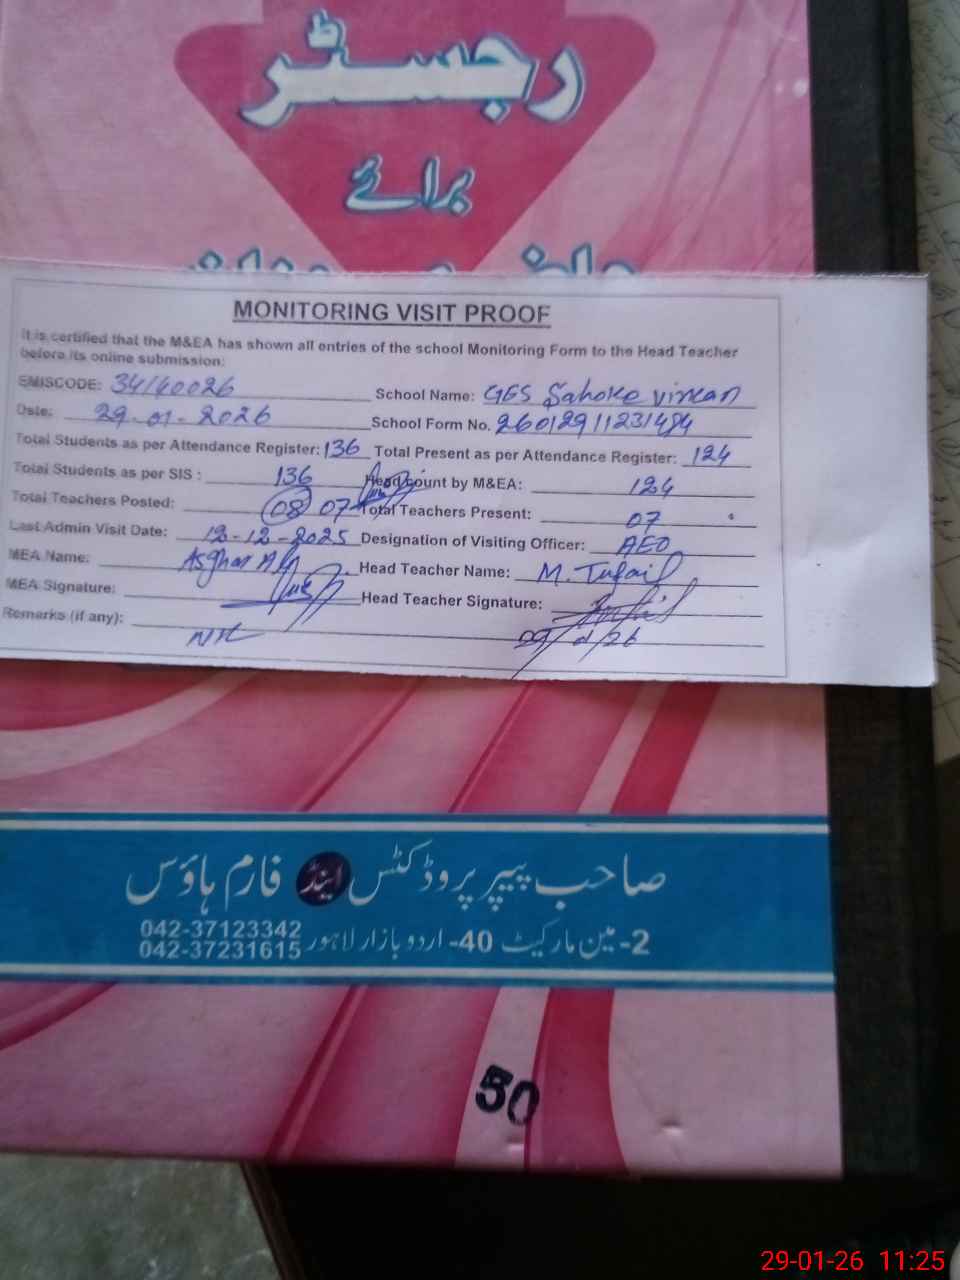 رجسٹر
برائے
MONITORING VISIT PROOF
It is certified that the M&EA has shown all entries of the school Monitoring Form to the Head Teacher
before its online submission:
EMISCODE: 34140026 School Name: GES Sahoke virkan
Date: 29-01-2026 School Form No. 26012911231484
Total Students as per Attendance Register: 136 Total Present as per Attendance Register: 124
Total Students as per SIS : 136 Head count by M&EA: 124
Total Teachers Posted: 08 07 Total Teachers Present: 07
Last Admin Visit Date: 12-12-2025 Designation of Visiting Officer: AEO
MEA Name: Asghar Ali Head Teacher Name: M. Tufail
MEA Signature: Head Teacher Signature:
Remarks (if any): Nil 29/01/26
صاحب پیپر پروڈکٹس اینڈ فارم ہاؤس
2- مین مارکیٹ 40- اردو بازار لاہور 042-37123342
042-37231615
50
29-01-26 11:25